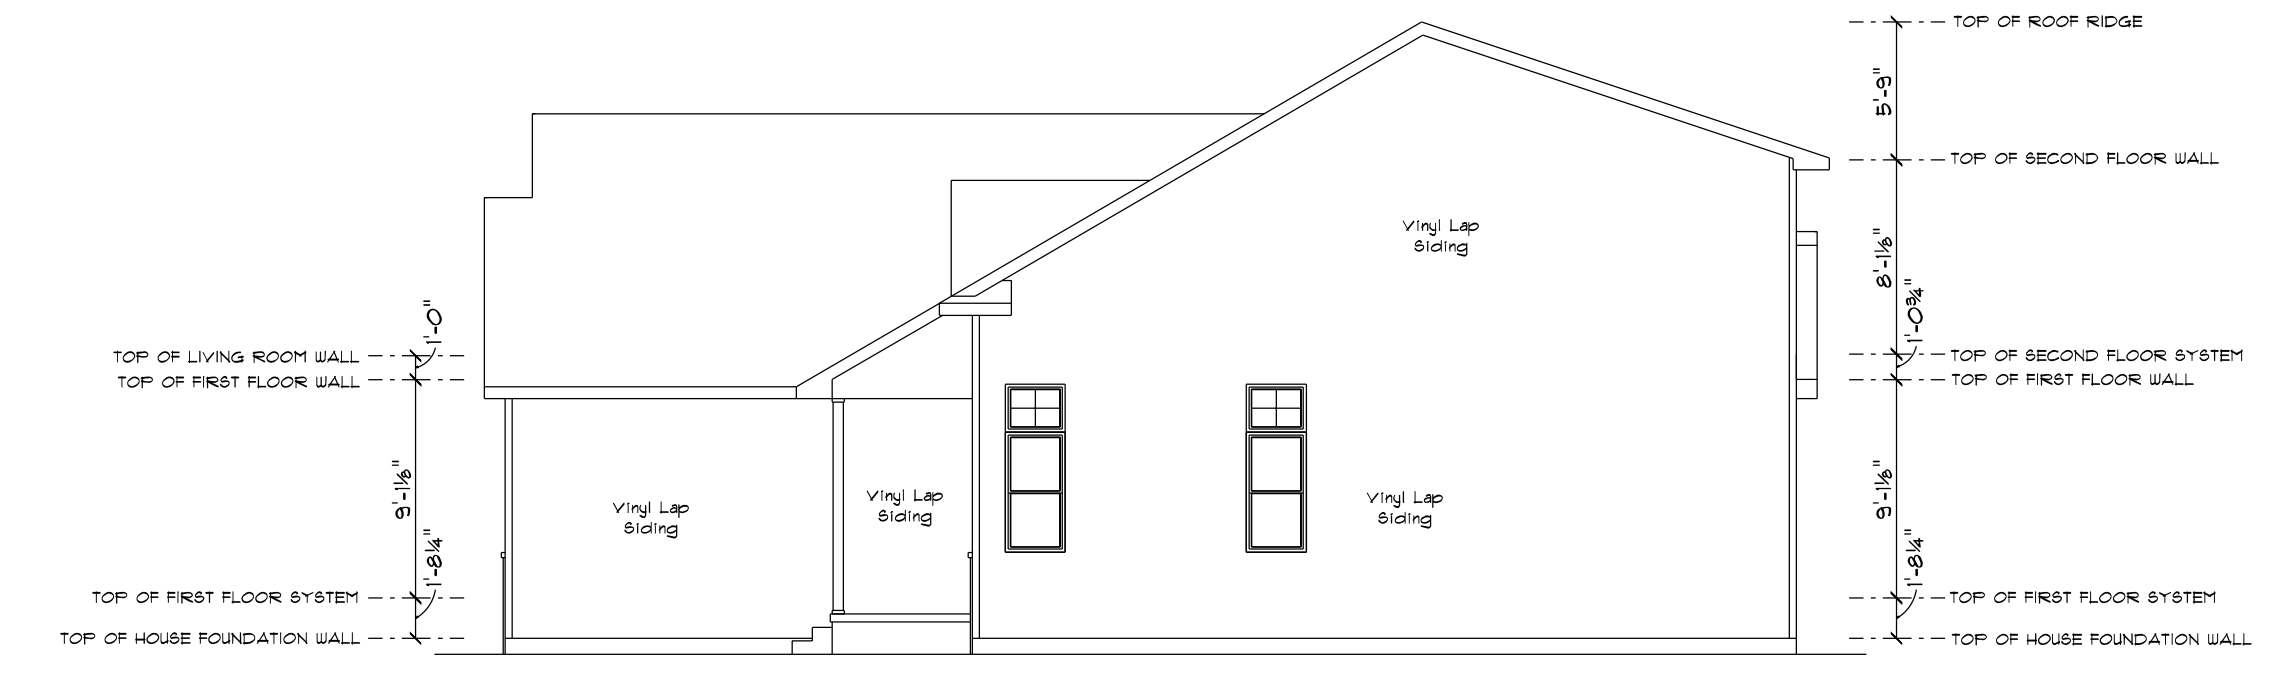 TOP OF ROOF RIDGE
5'-9"
TOP OF SECOND FLOOR WALL
Vinyl Lap
Siding
8'-1⅛"
1'-0¾"
1'-0"
TOP OF LIVING ROOM WALL
TOP OF SECOND FLOOR SYSTEM
TOP OF FIRST FLOOR WALL
TOP OF FIRST FLOOR WALL
9'-1⅛"
Vinyl Lap
Siding
Vinyl Lap
Siding
Vinyl Lap
Siding
9'-1⅛"
1'-8¼"
1'-8¼"
TOP OF FIRST FLOOR SYSTEM
TOP OF FIRST FLOOR SYSTEM
TOP OF HOUSE FOUNDATION WALL
TOP OF HOUSE FOUNDATION WALL